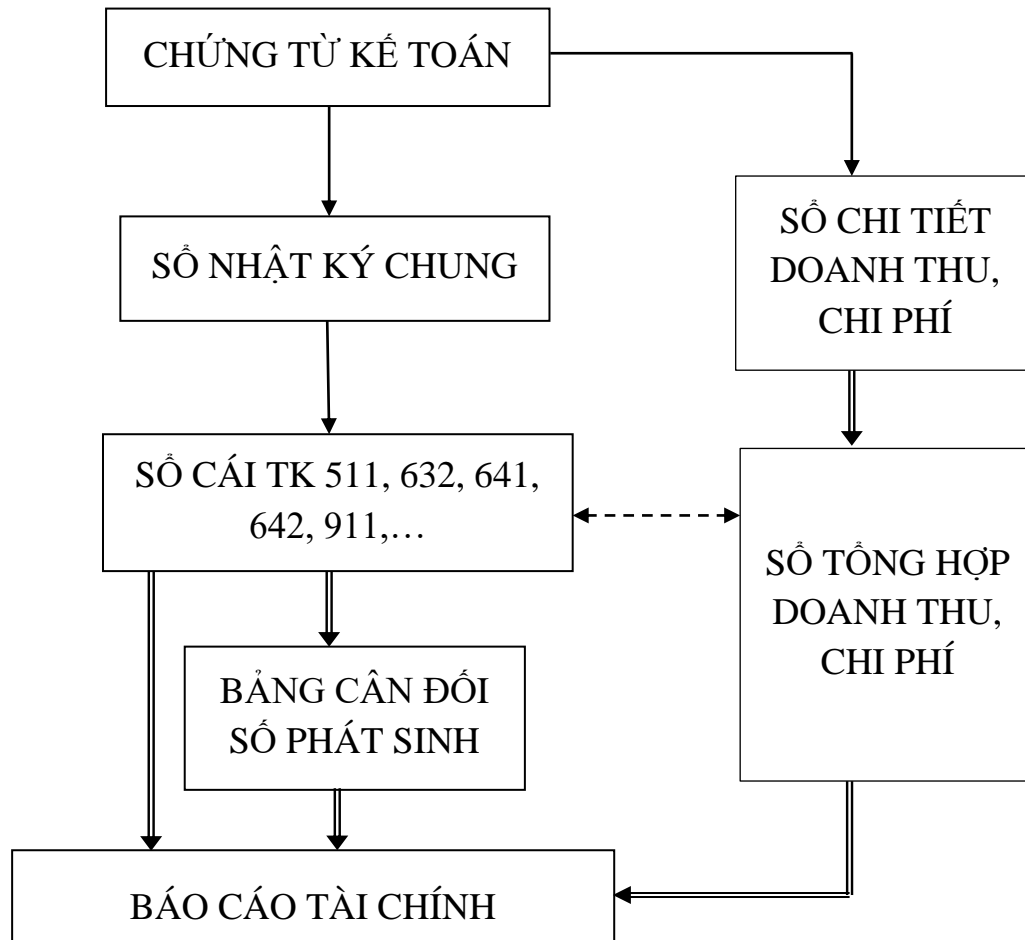 CHỨNG TỪ KẾ TOÁN
SỔ NHẬT KÝ CHUNG
SỔ CHI TIẾT
DOANH THU,
CHI PHÍ
SỔ CÁI TK 511, 632, 641,
642, 911,…
SỔ TỔNG HỢP
DOANH THU,
CHI PHÍ
BẢNG CÂN ĐỐI
SỐ PHÁT SINH
BÁO CÁO TÀI CHÍNH